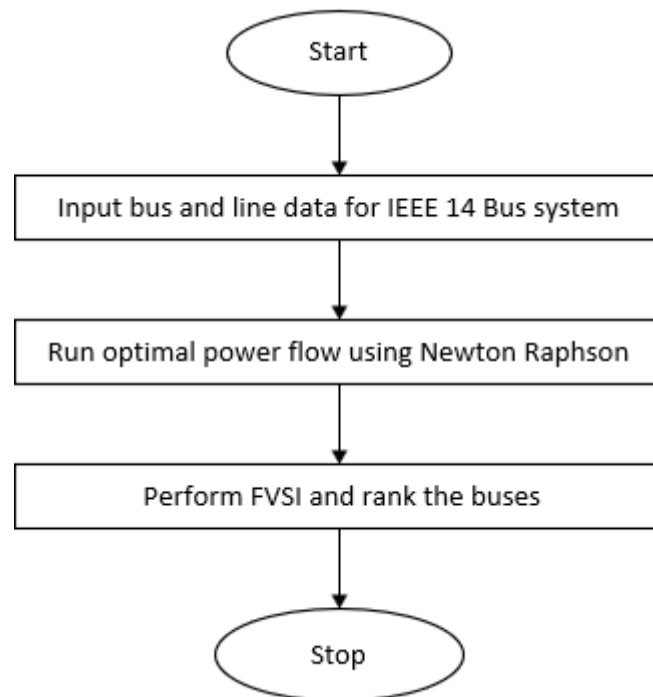 Start
Input bus and line data for IEEE 14 Bus system
Run optimal power flow using Newton Raphson
Perform FVSI and rank the buses
Stop